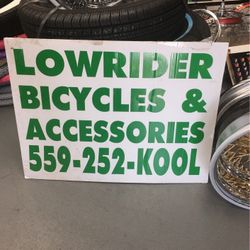 LOWRIDER
BICYCLES &
ACCESSORIES
559-252-KOOL